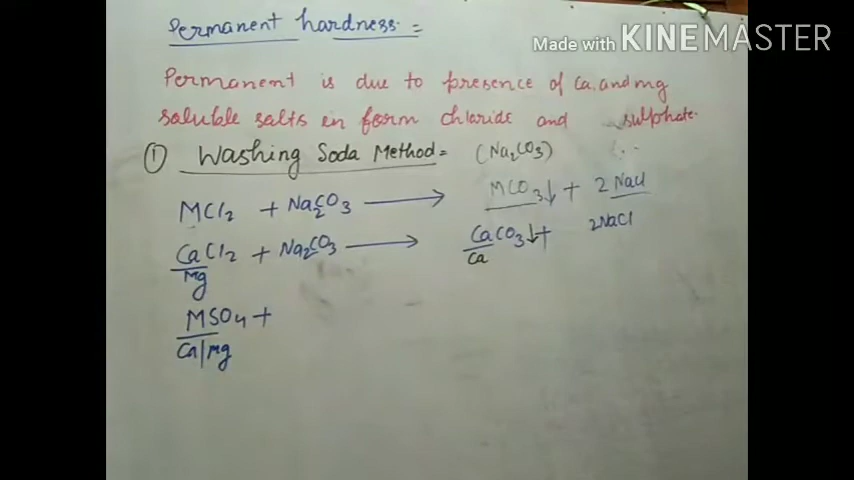 Permanent hardness =
Made with KINEMASTER
Permanent is due to presence of Ca, and mg
soluble salts in form chloride and sulphate.
① Washing Soda Method = (Na₂CO₃)
MCl₂ + Na₂CO₃ ⟶ MCO₃↓ + 2NaCl
CaCl₂ + Na₂CO₃ ⟶ CaCO₃↓ + 2NaCl
Mg Ca
MSO₄ +
Ca/Mg